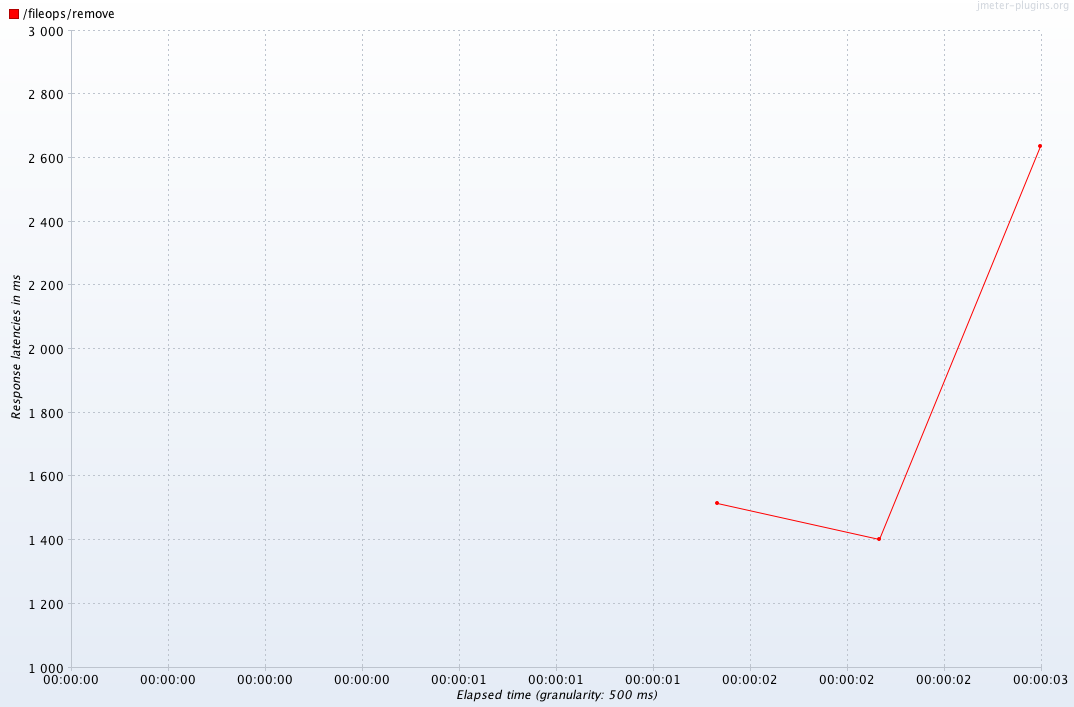 /fileops/remove
jmeter-plugins.org
3 000
2 800
2 600
2 400
2 200
2 000
1 800
1 600
1 400
1 200
1 000
Response latencies in ms
00:00:00 00:00:00 00:00:00 00:00:00 00:00:01 00:00:01 00:00:01 00:00:02 00:00:02 00:00:02 00:00:03
Elapsed time (granularity: 500 ms)